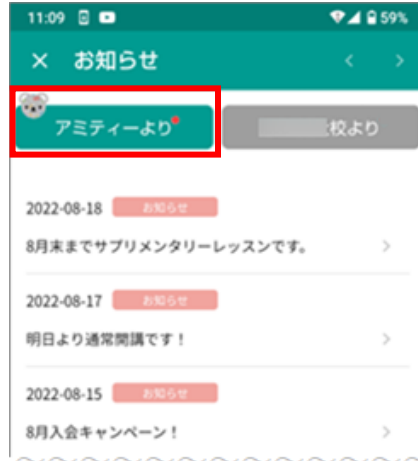 11:09 59%
× お知らせ < >
アミティーより 校より
2022-08-18 お知らせ
8月末までサプリメンタリーレッスンです。 >
2022-08-17 お知らせ
明日より通常開講です！ >
2022-08-15 お知らせ
8月入会キャンペーン！ >